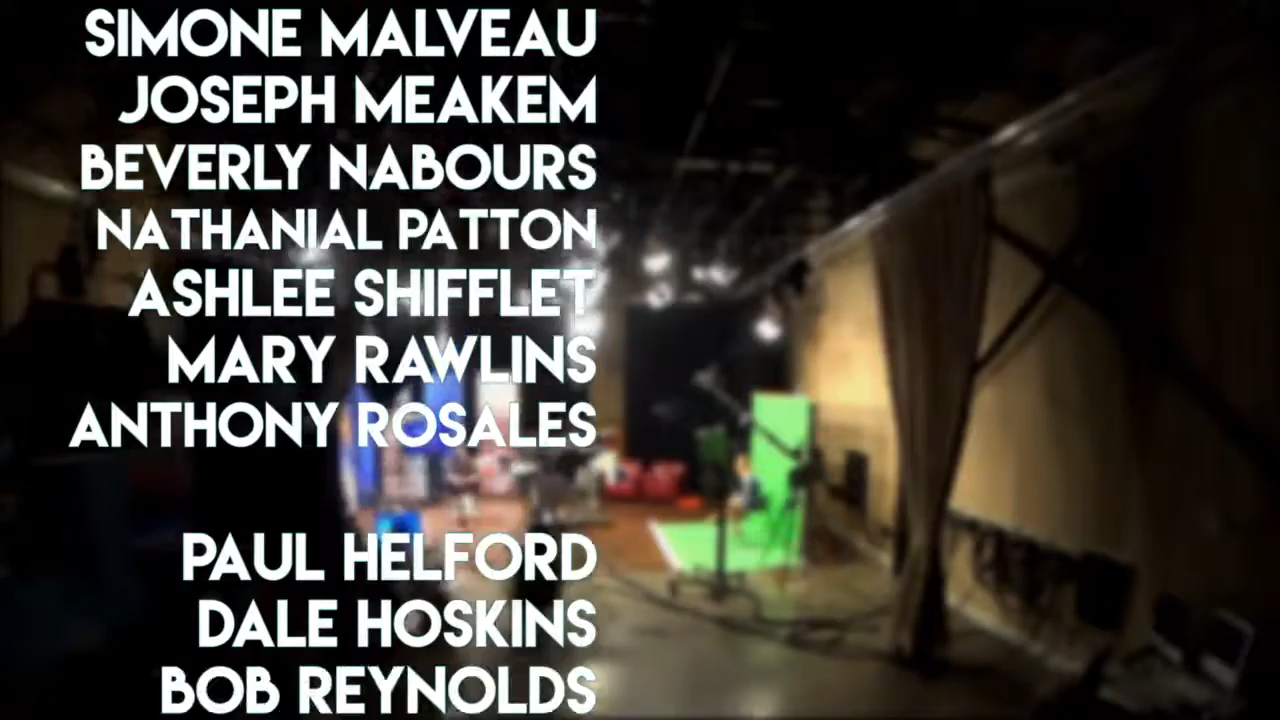 SIMONE MALVEAU
JOSEPH MEAKEM
BEVERLY NABOURS
NATHANIAL PATTON
ASHLEE SHIFFLET
MARY RAWLINS
ANTHONY ROSALES
PAUL HELFORD
DALE HOSKINS
BOB REYNOLDS